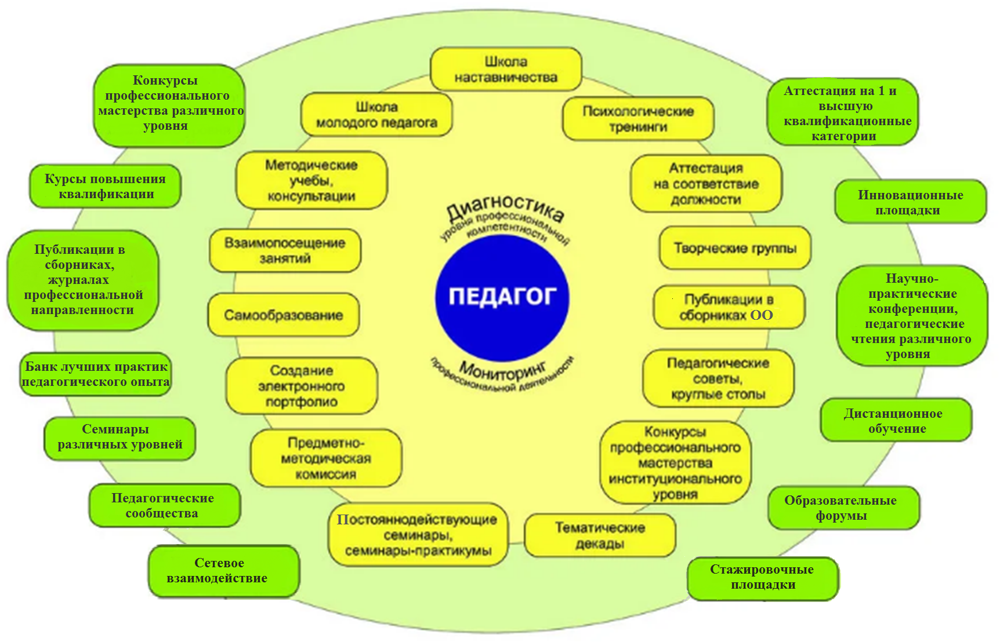 Школа
наставничества
Школа
молодого педагога
Психологические
тренинги
Методические
учебы,
консультации
Аттестация
на соответствие
должности
Взаимопосещение
занятий
Творческие группы
Самообразование
Публикации в
сборниках ОО
Создание
электронного
портфолио
Педагогические
советы,
круглые столы
Предметно-
методическая
комиссия
Конкурсы
профессионального
мастерства
институционального
уровня
Постояннодействующие
семинары,
семинары-практикумы
Тематические
декады
Диагностика
уровня профессиональной
компетентности
ПЕДАГОГ
Мониторинг
профессиональной деятельности
Конкурсы
профессионального
мастерства различного
уровня
Курсы повышения
квалификации
Публикации в
сборниках,
журналах
профессиональной
направленности
Банк лучших практик
педагогического опыта
Семинары
различных уровней
Педагогические
сообщества
Сетевое
взаимодействие
Аттестация на 1 и
высшую
квалификационные
категории
Инновационные
площадки
Научно-
практические
конференции,
педагогические
чтения различного
уровня
Дистанционное
обучение
Образовательные
форумы
Стажировочные
площадки